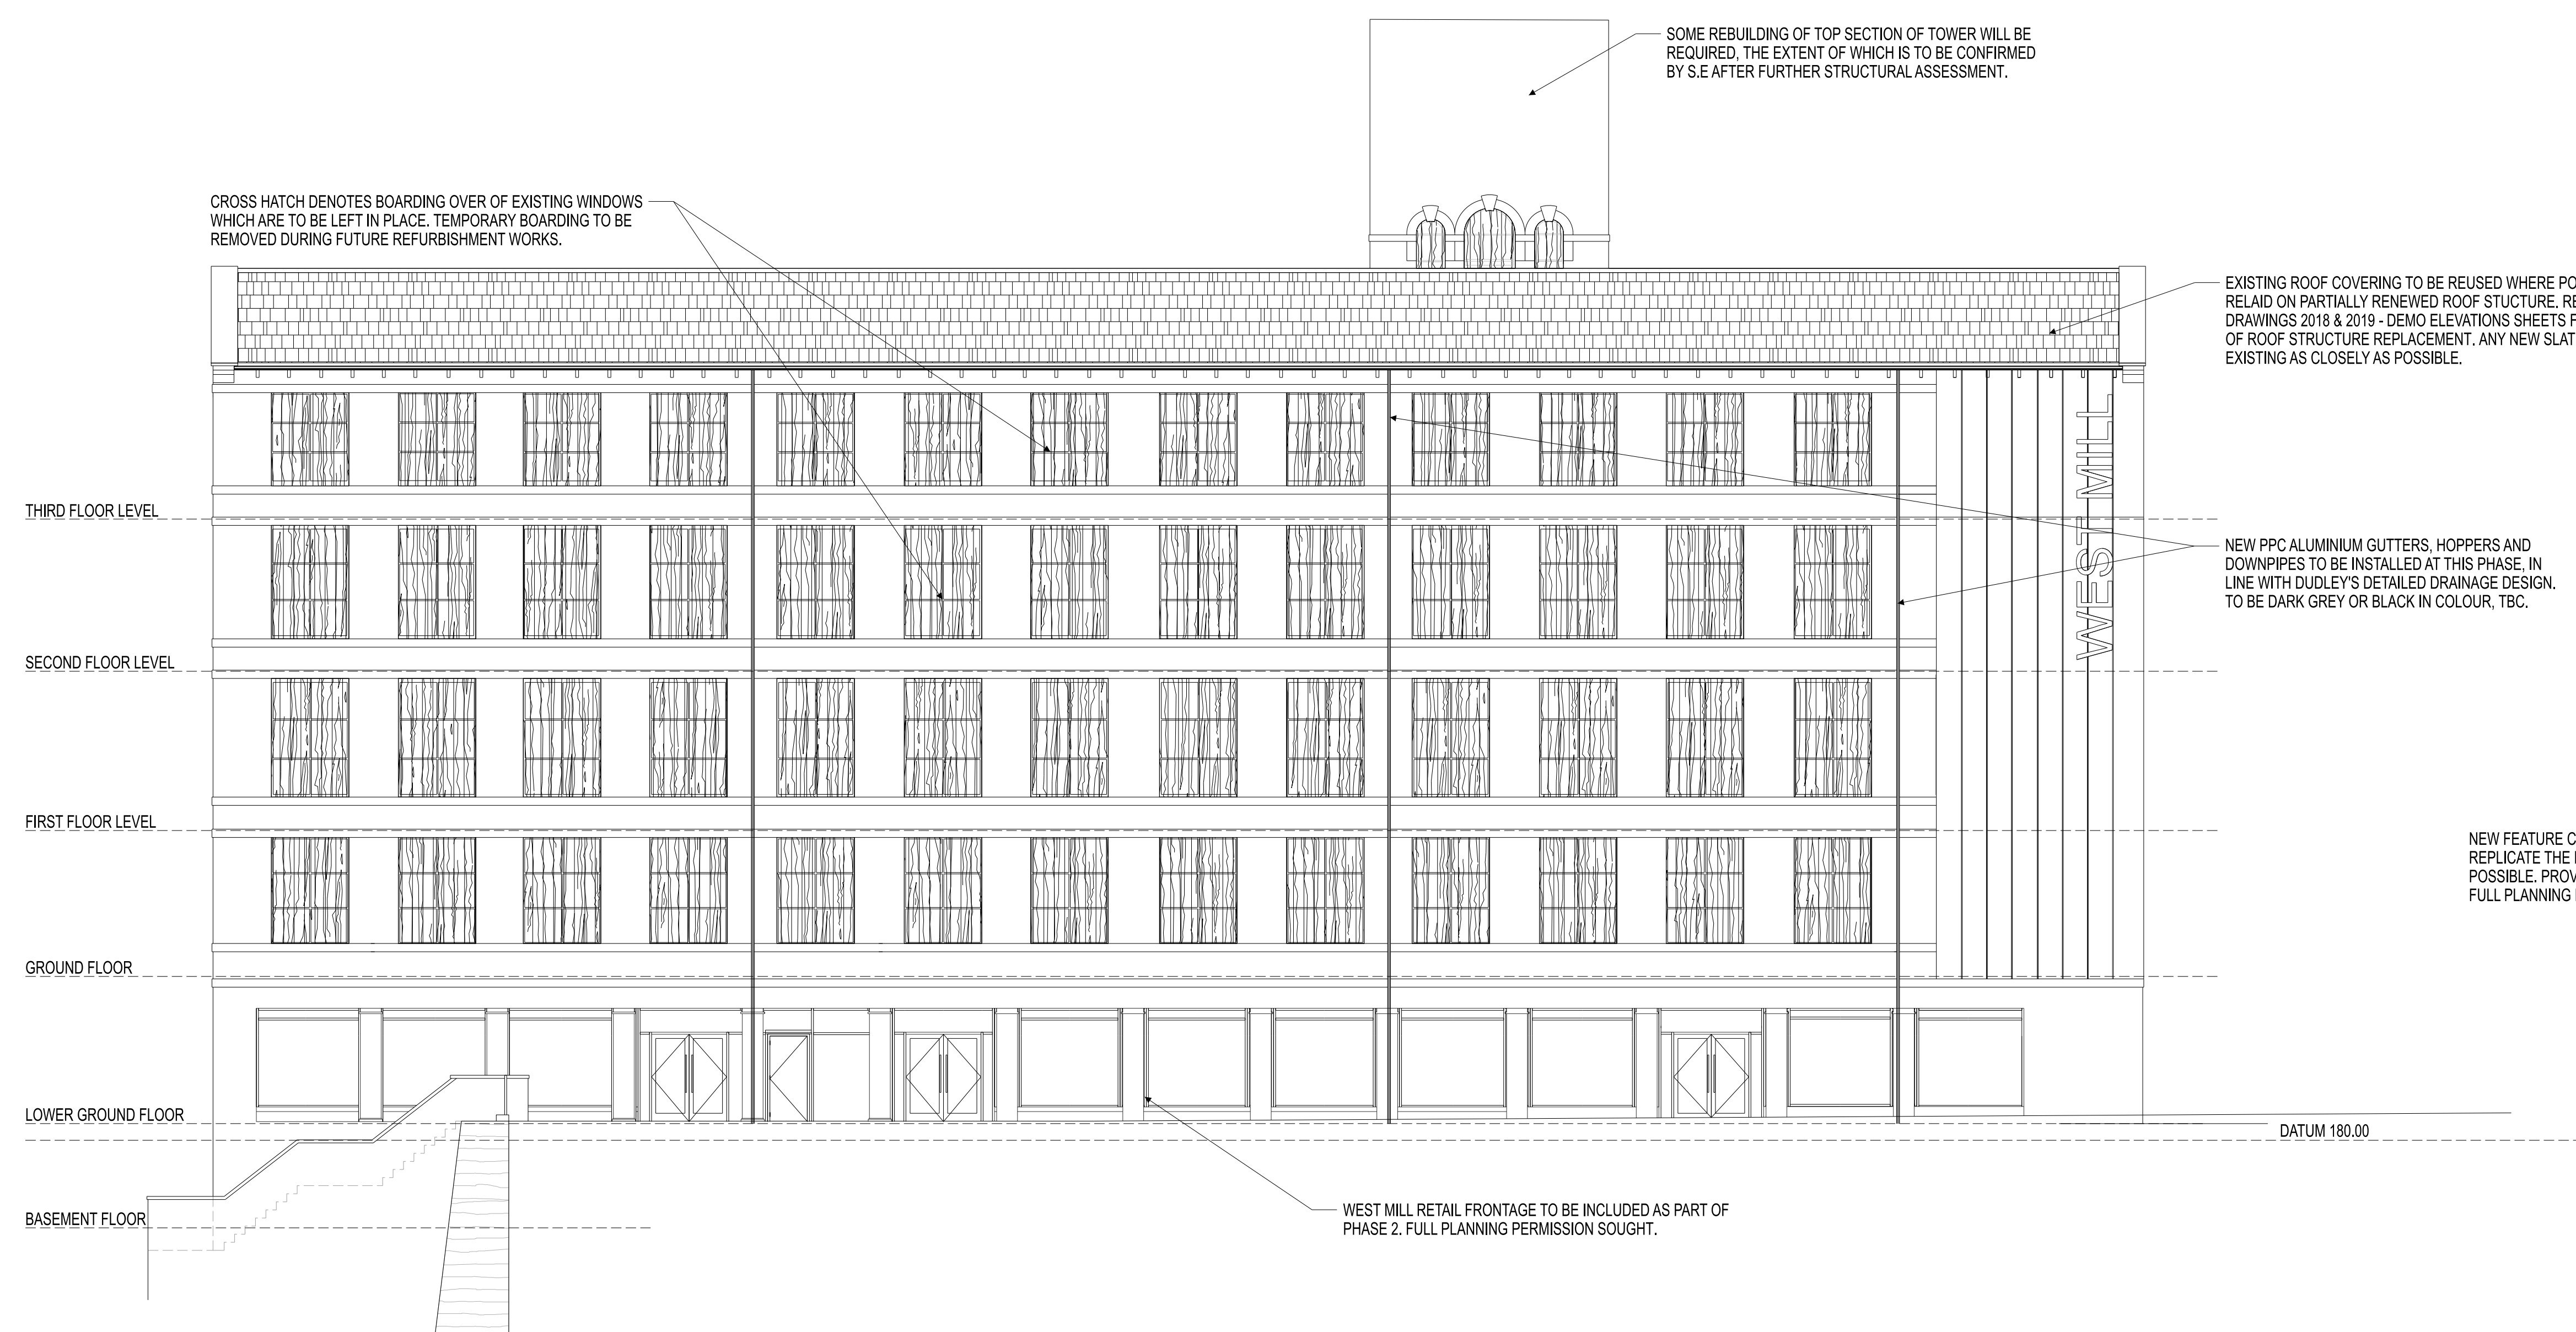 SOME REBUILDING OF TOP SECTION OF TOWER WILL BE
REQUIRED, THE EXTENT OF WHICH IS TO BE CONFIRMED
BY S.E AFTER FURTHER STRUCTURAL ASSESSMENT.
CROSS HATCH DENOTES BOARDING OVER OF EXISTING WINDOWS
WHICH ARE TO BE LEFT IN PLACE. TEMPORARY BOARDING TO BE
REMOVED DURING FUTURE REFURBISHMENT WORKS.
EXISTING ROOF COVERING TO BE REUSED WHERE
RELAID ON PARTIALLY RENEWED ROOF STUCTURE.
DRAWINGS 2018 & 2019 - DEMO ELEVATIONS SHEETS
OF ROOF STRUCTURE REPLACEMENT. ANY NEW
EXISTING AS CLOSELY AS POSSIBLE.
WEST MILL
THIRD FLOOR LEVEL
NEW PPC ALUMINIUM GUTTERS, HOPPERS AND
DOWNPIPES TO BE INSTALLED AT THIS PHASE, IN
LINE WITH DUDLEY'S DETAILED DRAINAGE DESIGN.
TO BE DARK GREY OR BLACK IN COLOUR, TBC.
SECOND FLOOR LEVEL
FIRST FLOOR LEVEL
NEW FEATURE
REPLICATE THE
POSSIBLE.
FULL PLANNING
GROUND FLOOR
LOWER GROUND FLOOR
DATUM 180.00
BASEMENT FLOOR
WEST MILL RETAIL FRONTAGE TO BE INCLUDED AS PART OF
PHASE 2. FULL PLANNING PERMISSION SOUGHT.